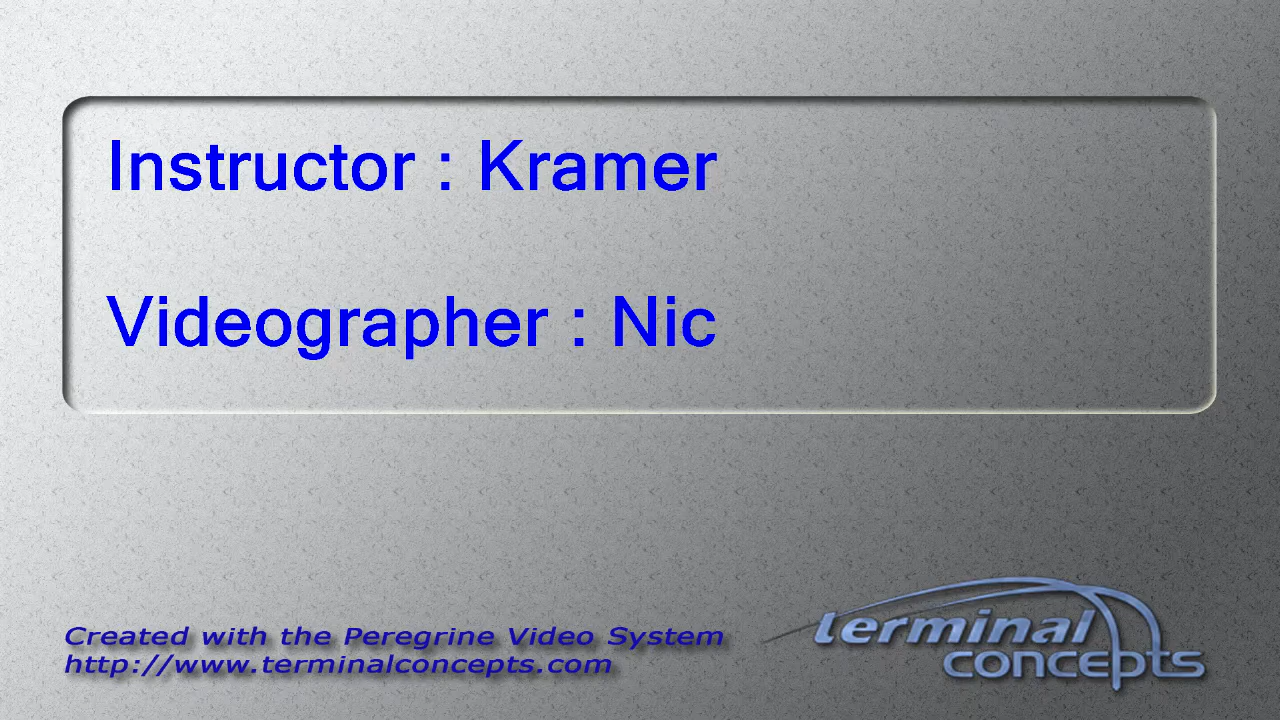 Instructor : Kramer
Videographer : Nic
Created with the Peregrine Video System
http://www.terminalconcepts.com
terminal
concepts